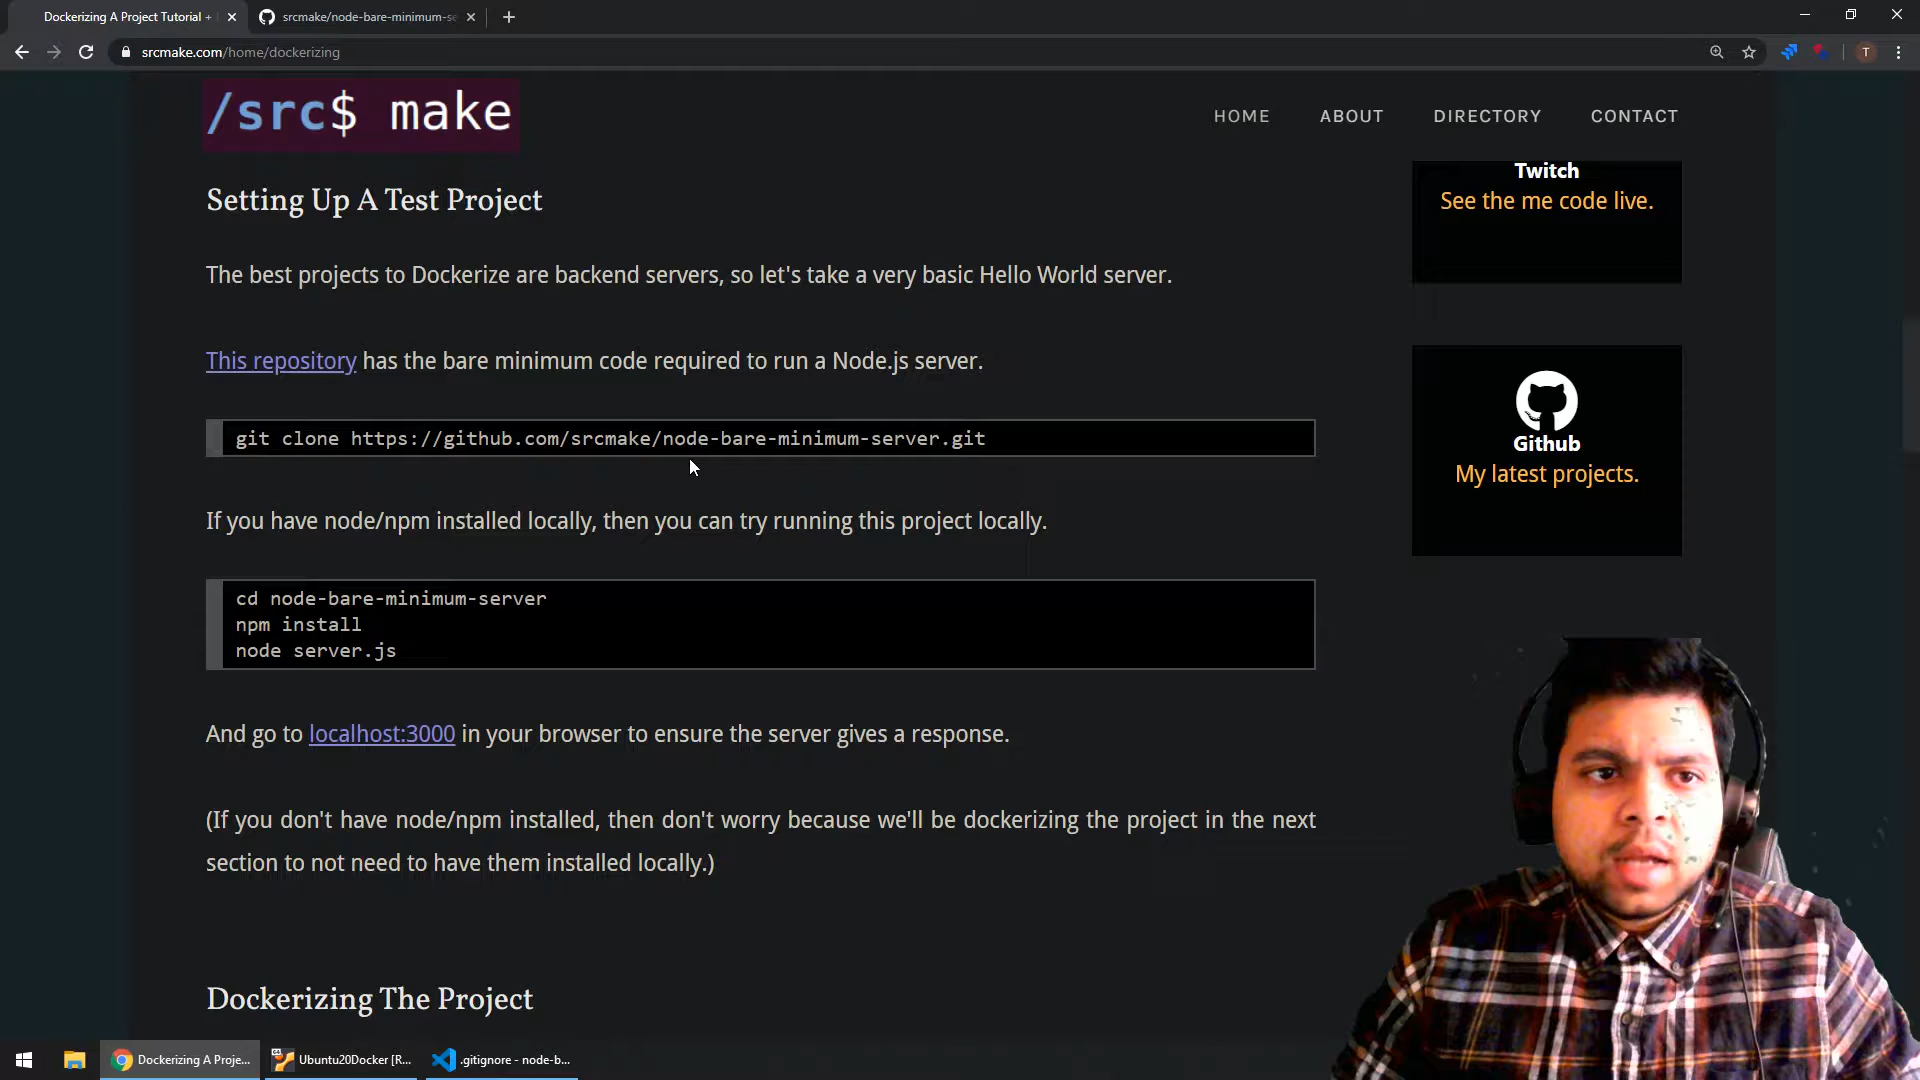 Dockerizing A Project Tutorial +
srcmake/node-bare-minimum-se
srcmake.com/home/dockerizing
T
/src$ make
HOME
ABOUT
DIRECTORY
CONTACT
Setting Up A Test Project
The best projects to Dockerize are backend servers, so let's take a very basic Hello World server.
This repository has the bare minimum code required to run a Node.js server.
git clone https://github.com/srcmake/node-bare-minimum-server.git
If you have node/npm installed locally, then you can try running this project locally.
cd node-bare-minimum-server
npm install
node server.js
And go to localhost:3000 in your browser to ensure the server gives a response.
(If you don't have node/npm installed, then don't worry because we'll be dockerizing the project in the next
section to not need to have them installed locally.)
Dockerizing The Project
Twitch
See the me code live.
Github
My latest projects.
Dockerizing A Proje...
Ubuntu20Docker [R...
.gitignore - node-b...